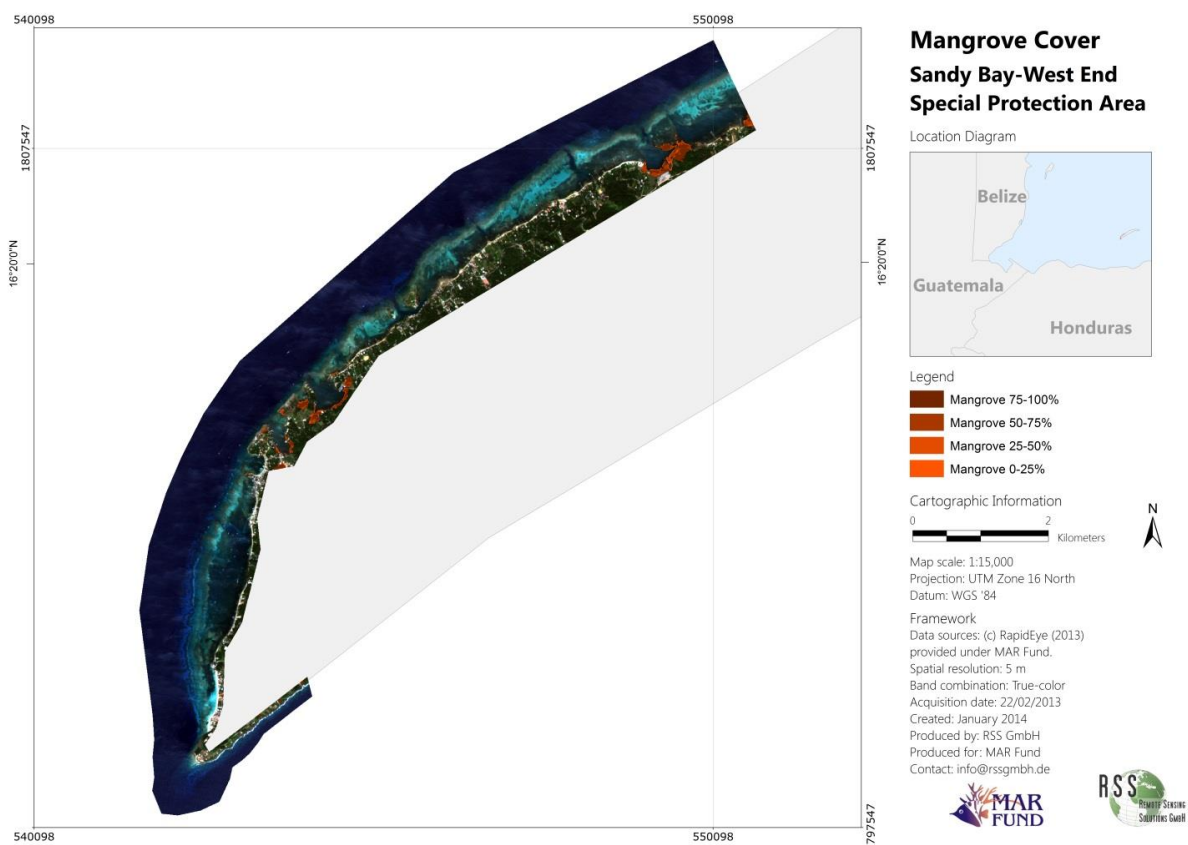 540098
550098
1807547
1807547
16°20'0"N
16°20'0"N
540098
550098
797547
Mangrove Cover
Sandy Bay-West End
Special Protection Area
Location Diagram
Belize
Guatemala
Honduras
Legend
Mangrove 75-100%
Mangrove 50-75%
Mangrove 25-50%
Mangrove 0-25%
Cartographic Information
0 2
Kilometers
N
Map scale: 1:15,000
Projection: UTM Zone 16 North
Datum: WGS '84
Framework
Data sources: (c) RapidEye (2013)
provided under MAR Fund.
Spatial resolution: 5 m
Band combination: True-color
Acquisition date: 22/02/2013
Created: January 2014
Produced by: RSS GmbH
Produced for: MAR Fund
Contact: info@rssgmbh.de
MAR
FUND
RSS
Remote Sensing
Solutions GmbH